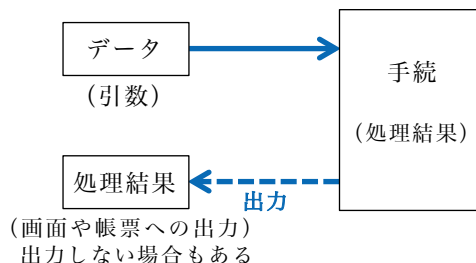 データ
(引数)
手続
(処理結果)
処理結果
出力
(画面や帳票への出力)
出力しない場合もある